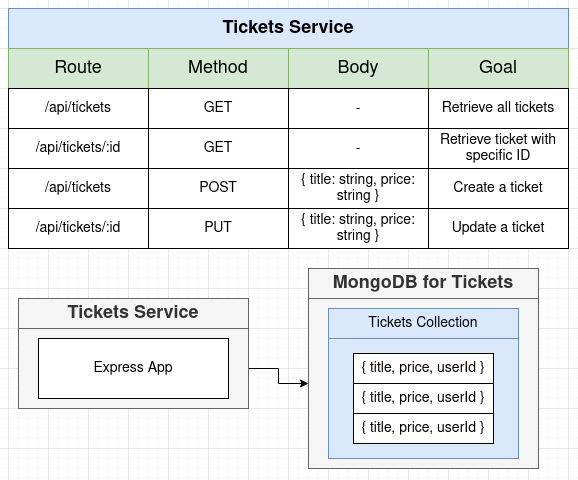 Tickets Service
Route Method Body Goal
/api/tickets GET - Retrieve all tickets
/api/tickets/:id GET - Retrieve ticket with
specific ID
/api/tickets POST { title: string, price:
string } Create a ticket
/api/tickets/:id PUT { title: string, price:
string } Update a ticket
Tickets Service
Express App
MongoDB for Tickets
Tickets Collection
{ title, price, userId }
{ title, price, userId }
{ title, price, userId }